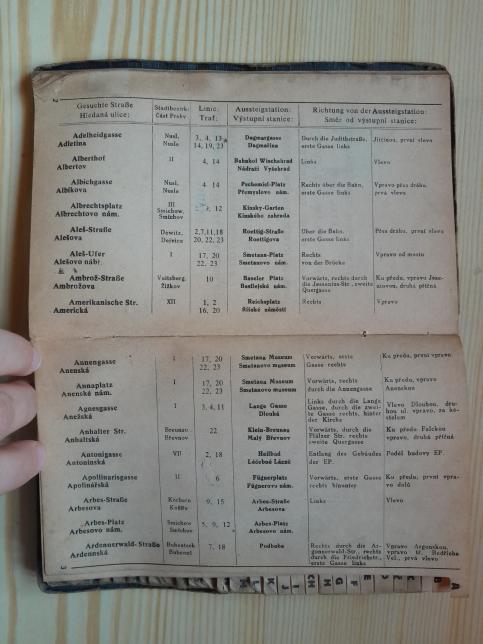 2
Gesuchte Straße Stadtbezirk: Linie: Aussteigstation: Richtung von der Aussteigstation:
Hledaná ulice: Část Prahy Traf.: Výstupní stanice: Směr od výstupní stanice:
Adelheidgasse Nusl, 3, 4, 13 Dagmargasse Durch die Judithstraße, Jitčinou, první vlevo
Adletina Nusle 14, 19, 23 Dagmařina erste Gasse links
Alberthof II 4, 14 Bahnhof Wischehrad Links Vlevo
Albertov Nádraží Vyšehrad
Albichgasse Nusl, 4 14 Pschemisl-Platz Rechts über die Bahn, Vpravo přes dráhu,
Albíkova Nusle Přemyslovo nám. erste Gasse links prvá vlevo
Albrechtsplatz III 12 Kinsky-Garten
Albrechtovo nám. Smichow, Kinského zahrada
Smíchov
Aleš-Straße Dewitz, 2,7,11,18 Roettig-Straße Über die Bahn, Přes dráhu, první vlevo
Alešova Dejvice 20, 22, 23 Roettigova erste Gasse links
Aleš-Ufer I 17, 20 Smetana-Platz Rechts Vpravo od mostu
Alešovo nábř. 22, 23 Smetanovo nám. von der Brücke
Ambrož-Straße Veitsberg, 10 Baseler Platz Vorwärts, rechts durch Ku předu, vpravo
Ambrožova Žižkov Basilejské nám. die Jessenius-Str., zweite druhá příčná
Quergasse
Amerikanische Str. XII 1, 2 Reichsplatz Rechts Vpravo
Americká 16, 20 Říšské náměstí
Annengasse I 17, 20 Smetana Museum Vorwärts, erste Ku předu, první vpravo
Anenská 22, 23 Smetanovo museum Gasse rechts
Annaplatz I 17, 20 Smetana Museum Vorwärts, rechts Ku předu, vpravo
Anenské nám. 22, 23 Smetanovo museum durch die Annengasse Anenskou
Agnesgasse I 3, 4, 11 Lange Gasse Links durch die Lange Vlevo Dlouhou, dru-
Anežská Dlouhá Gasse, durch die zwei- hou ul. vpravo, za ko-
te Gasse rechts, hinter stelem
der Kirche
Anhalter Str. Breunau 22 Klein-Breunau Vorwärts, durch die Ku předu Falckou
Anhaltská Břevnov Malý Břevnov Pfälzer Str., rechts vpravo, druhá příčná
zweite Quergasse
Antonigasse VII 2, 18 Heilbad Entlang des Gebäudes Podél budovy EP.
Antonínská Léčebné Lázně der EP.
Apollinarisgasse II 6 Fügnerplatz Vorwärts, erste Gasse Ku předu, první vpra-
Apolinářská Fügnerovo nám. rechts hinunter vo dolů
Arbes-Straße Koschirz 9, 15 Arbes-Straße Links Vlevo
Arbesova Košíře Arbesova
Arbes-Platz Smichow 5, 9, 12 Arbes-Platz
Arbesovo nám. Smíchov Arbesovo nám.
Ardennerwald-Straße Bubentsch 7, 18 Podbaba Rechts durch die Ar- Vpravo Argonskou,
Ardennská Bubeneč gonnerwald-Str., rechts vpravo tř. Bedřicha
durch die Friedrichstr., Vel., prvá vlevo
erste Gasse links
3
A
B